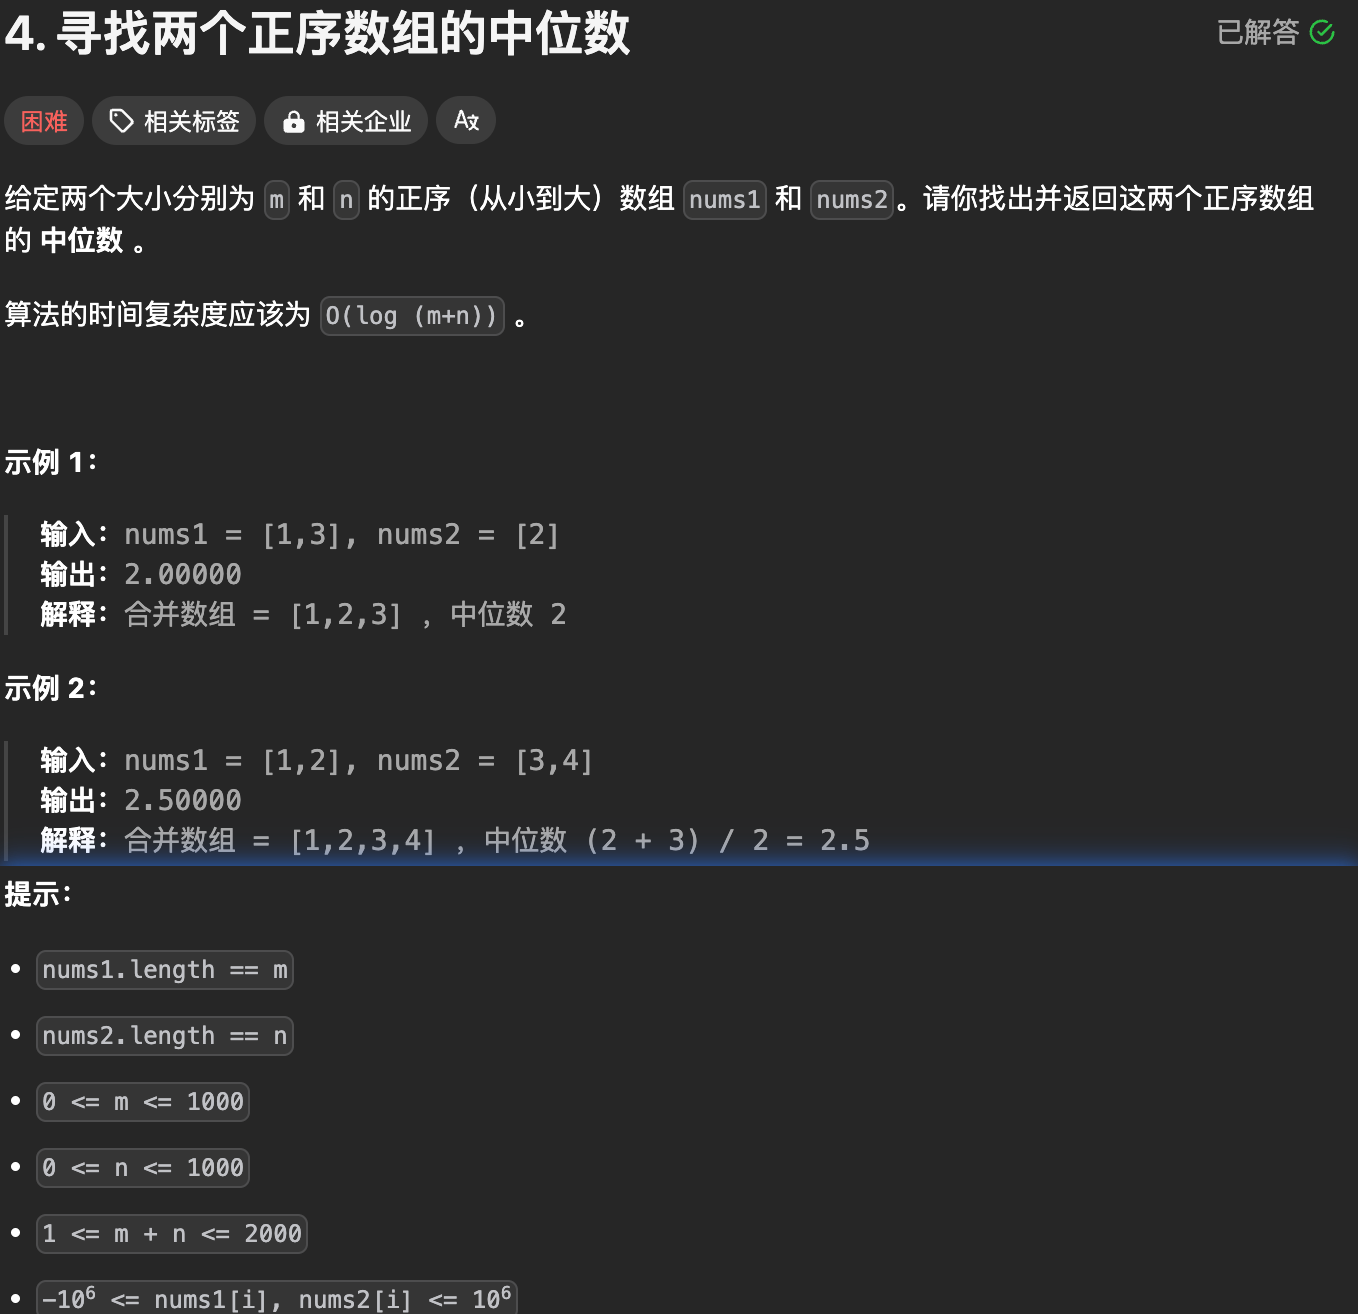 4. 寻找两个正序数组的中位数
已解答
困难 相关标签 相关企业
给定两个大小分别为 m 和 n 的正序（从小到大）数组 nums1 和 nums2。请你找出并返回这两个正序数组
的 中位数 。
算法的时间复杂度应该为 O(log (m+n)) 。
示例 1：
输入：nums1 = [1,3], nums2 = [2]
输出：2.00000
解释：合并数组 = [1,2,3] ，中位数 2
示例 2：
输入：nums1 = [1,2], nums2 = [3,4]
输出：2.50000
解释：合并数组 = [1,2,3,4] ，中位数 (2 + 3) / 2 = 2.5
提示：
• nums1.length == m
• nums2.length == n
• 0 <= m <= 1000
• 0 <= n <= 1000
• 1 <= m + n <= 2000
• -10⁶ <= nums1[i], nums2[i] <= 10⁶